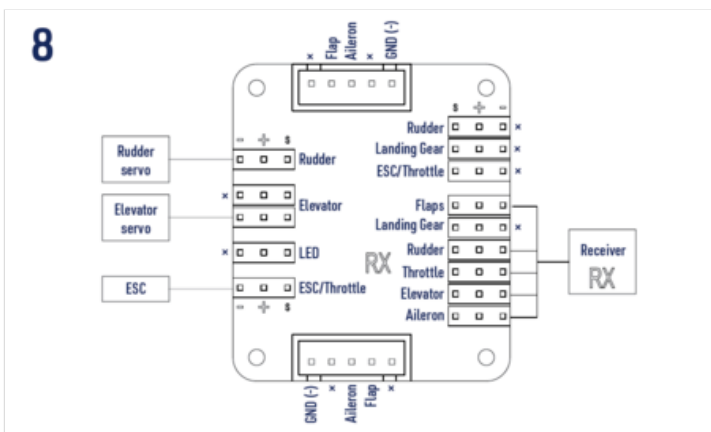 8
×
Flap
Aileron
×
GND (-)
Rudder servo
- + S
Rudder
×
Elevator
Elevator servo
×
LED
ESC
ESC/Throttle
- + S
S + -
Rudder ×
Landing Gear ×
ESC/Throttle ×
Flaps
Landing Gear ×
Rudder
Throttle
Elevator
Aileron
RX
Receiver
RX
GND (-)
×
Aileron
Flap
×